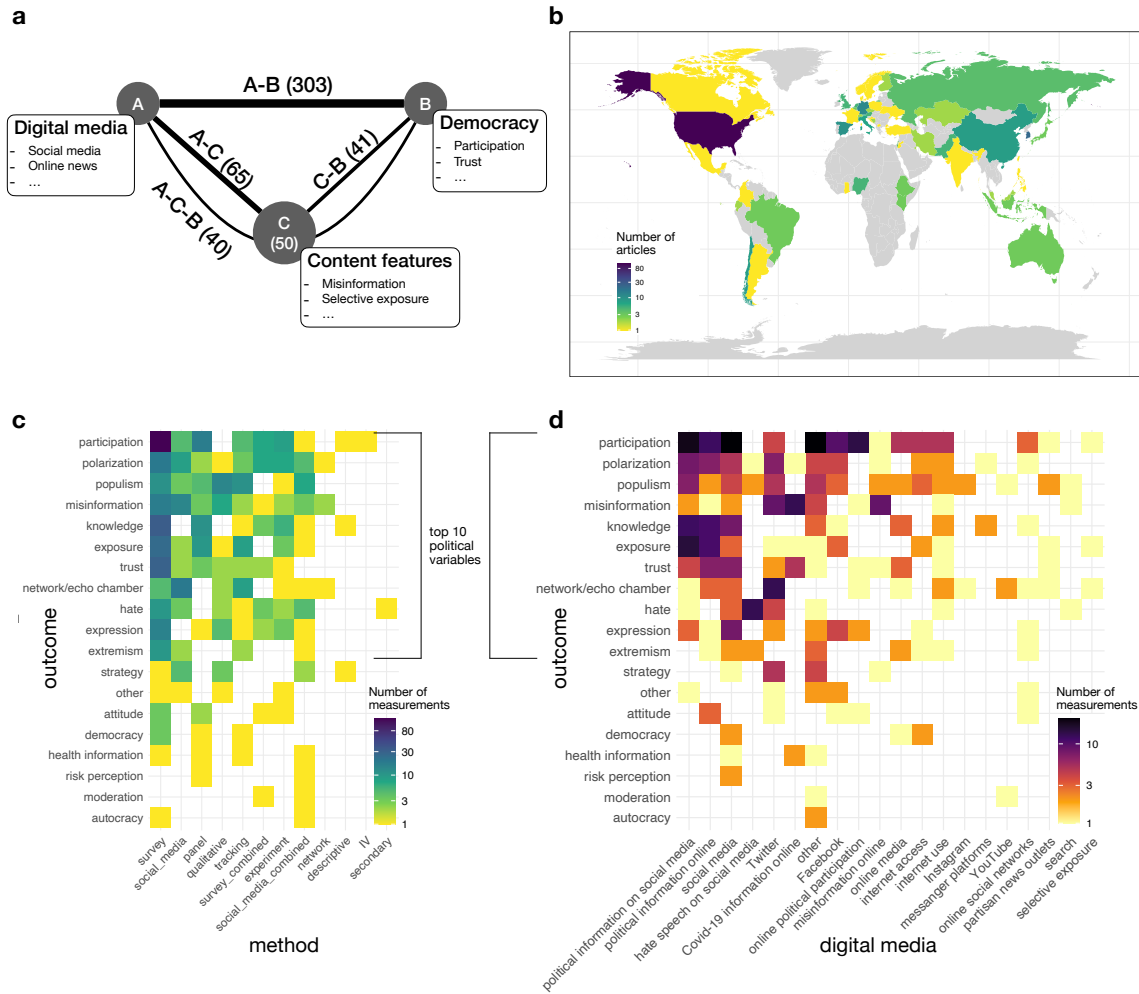 a
A-B (303)
A
B
Digital media
- Social media
- Online news
- ...
A-C (65)
C-B (41)
A-C-B (40)
Democracy
- Participation
- Trust
- ...
C
(50)
Content features
- Misinformation
- Selective exposure
- ...
b
Number of
articles
80
30
10
3
1
c
outcome
participation
polarization
populism
misinformation
knowledge
exposure
trust
network/echo chamber
hate
expression
extremism
strategy
other
attitude
democracy
health information
risk perception
moderation
autocracy
top 10
political
variables
Number of
measurements
80
30
10
3
1
survey
social_media
panel
qualitative
tracking
survey_combined
experiment
social_media_combined
network
descriptive
IV
secondary
method
d
outcome
participation
polarization
populism
misinformation
knowledge
exposure
trust
network/echo chamber
hate
expression
extremism
strategy
other
attitude
democracy
health information
risk perception
moderation
autocracy
Number of
measurements
10
3
1
political information on social media
political information online
social media
hate speech on social media
Twitter
Covid-19 information online
other
Facebook
online political participation
misinformation online
online media
internet access
internet use
Instagram
messanger platforms
YouTube
online social networks
partisan news outlets
search
selective exposure
digital media